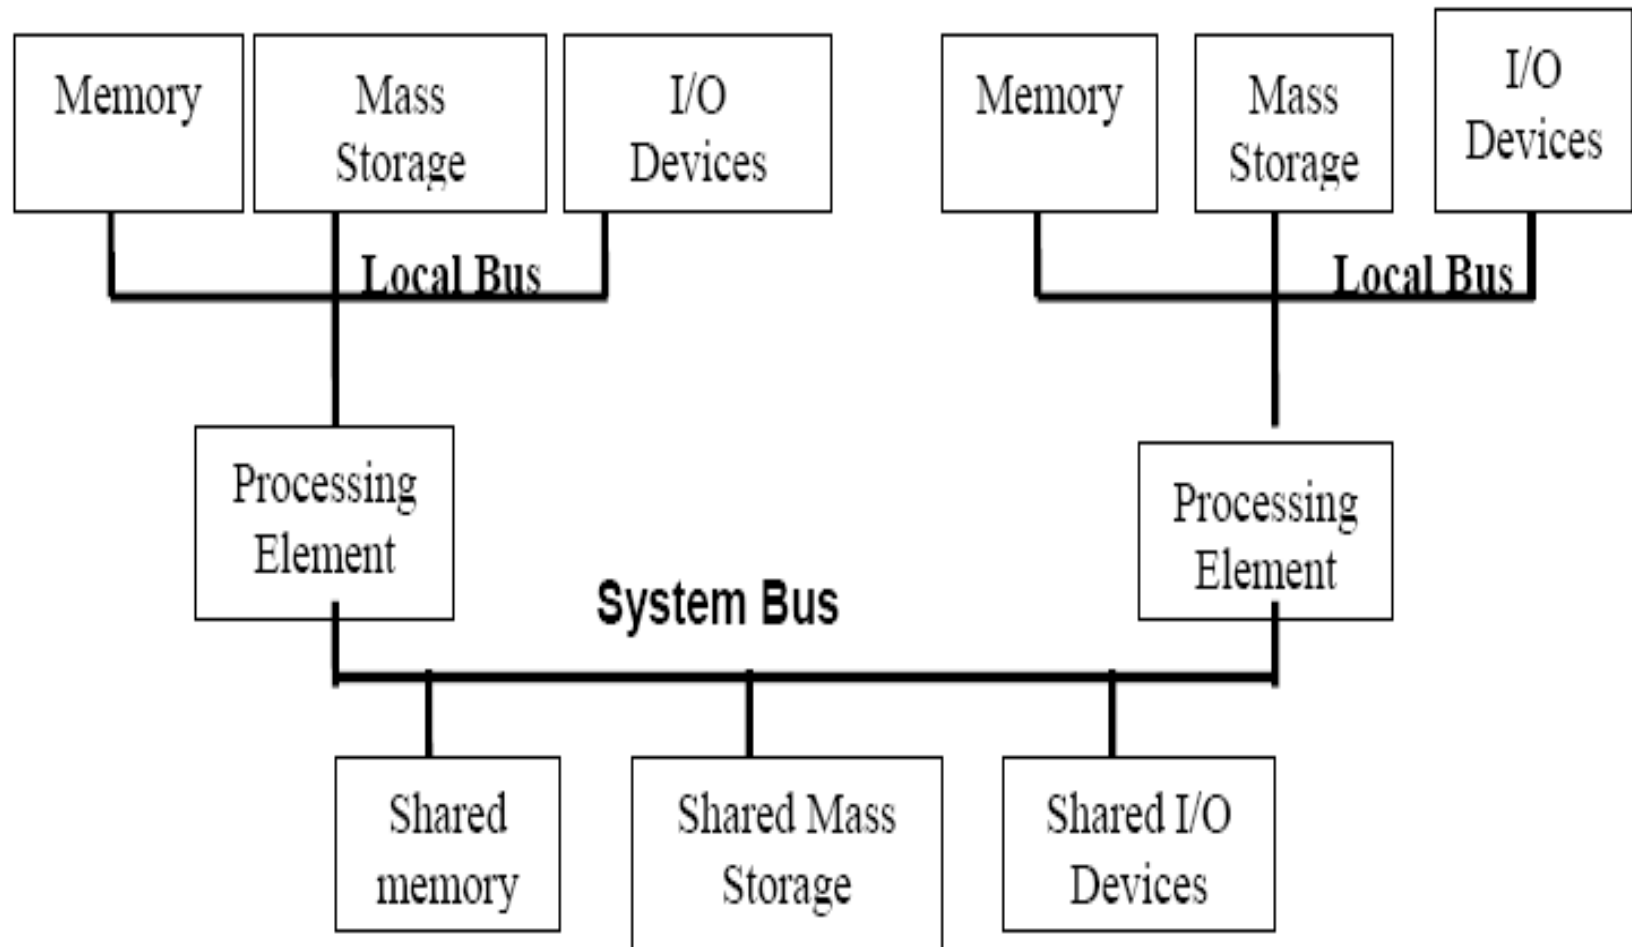 Memory
Mass
Storage
I/O
Devices
Memory
Mass
Storage
I/O
Devices
Local Bus
Local Bus
Processing
Element
Processing
Element
System Bus
Shared
memory
Shared Mass
Storage
Shared I/O
Devices